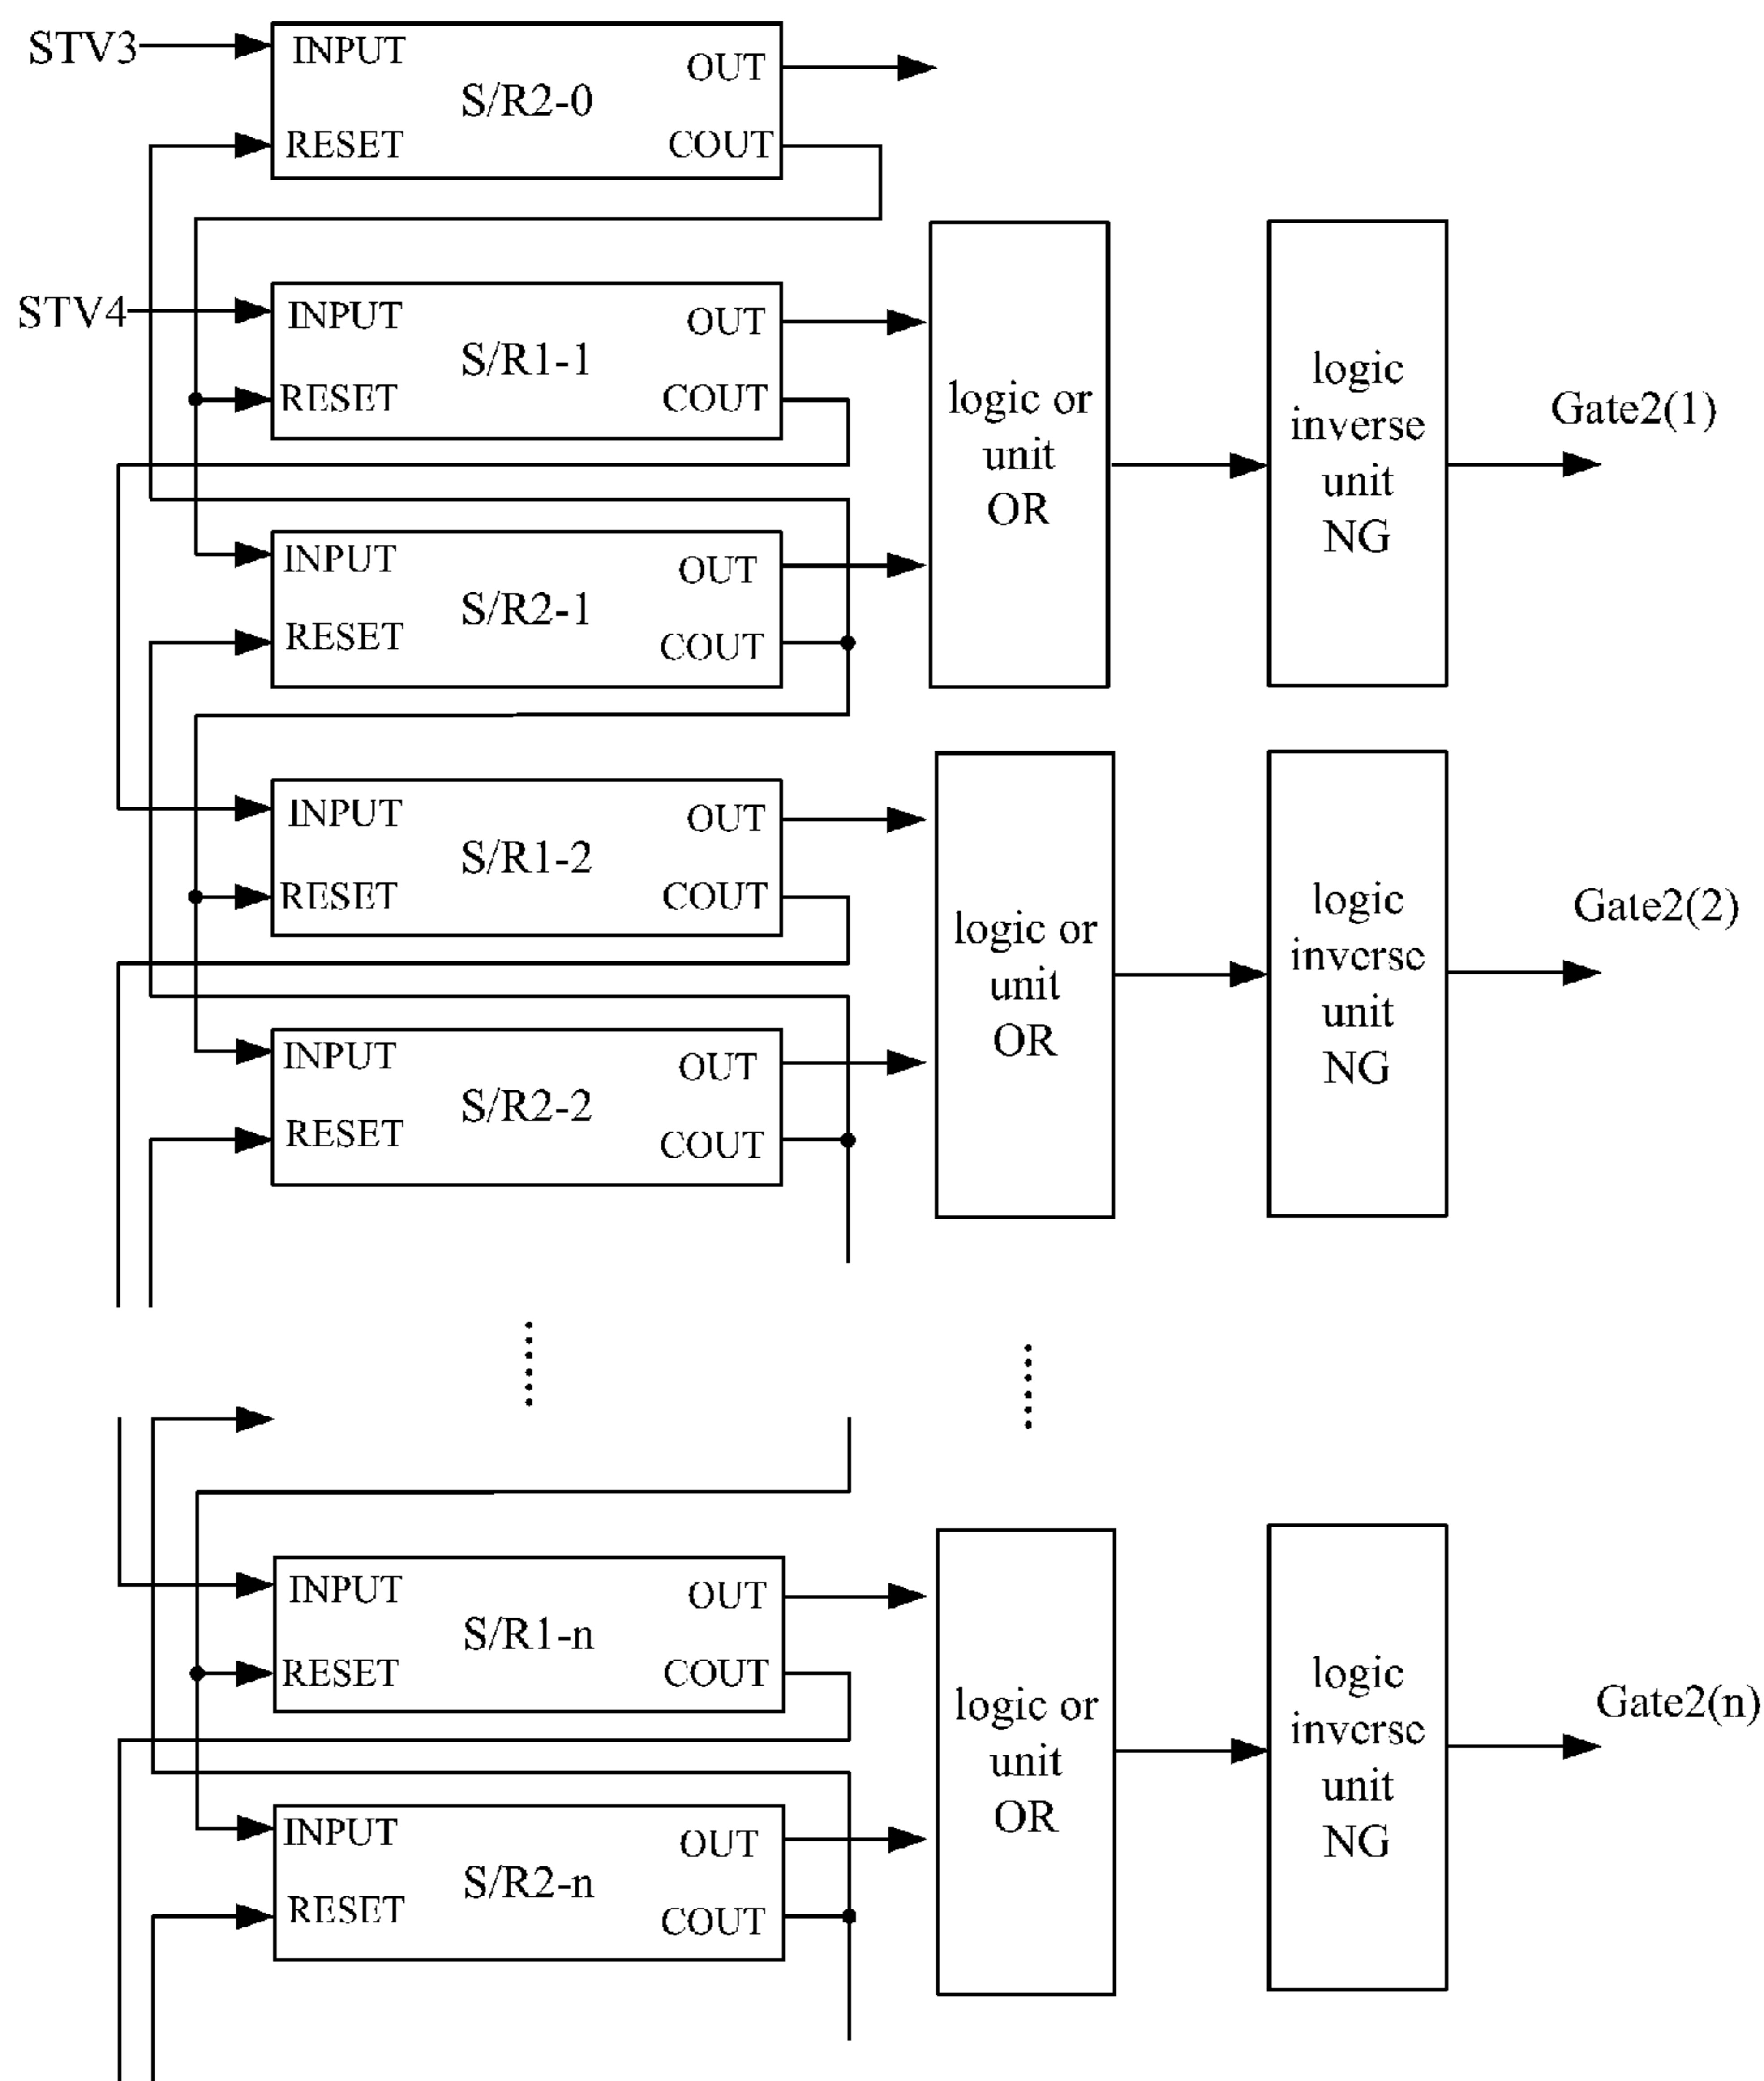 STV3
INPUT
OUT
S/R2-0
RESET
COUT
STV4
INPUT
OUT
S/R1-1
RESET
COUT
INPUT
OUT
S/R2-1
RESET
COUT
logic or
unit
OR
logic
inverse
unit
NG
Gate2(1)
INPUT
OUT
S/R1-2
RESET
COUT
INPUT
OUT
S/R2-2
RESET
COUT
logic or
unit
OR
logic
inverse
unit
NG
Gate2(2)
INPUT
OUT
S/R1-n
RESET
COUT
INPUT
OUT
S/R2-n
RESET
COUT
logic or
unit
OR
logic
inverse
unit
NG
Gate2(n)